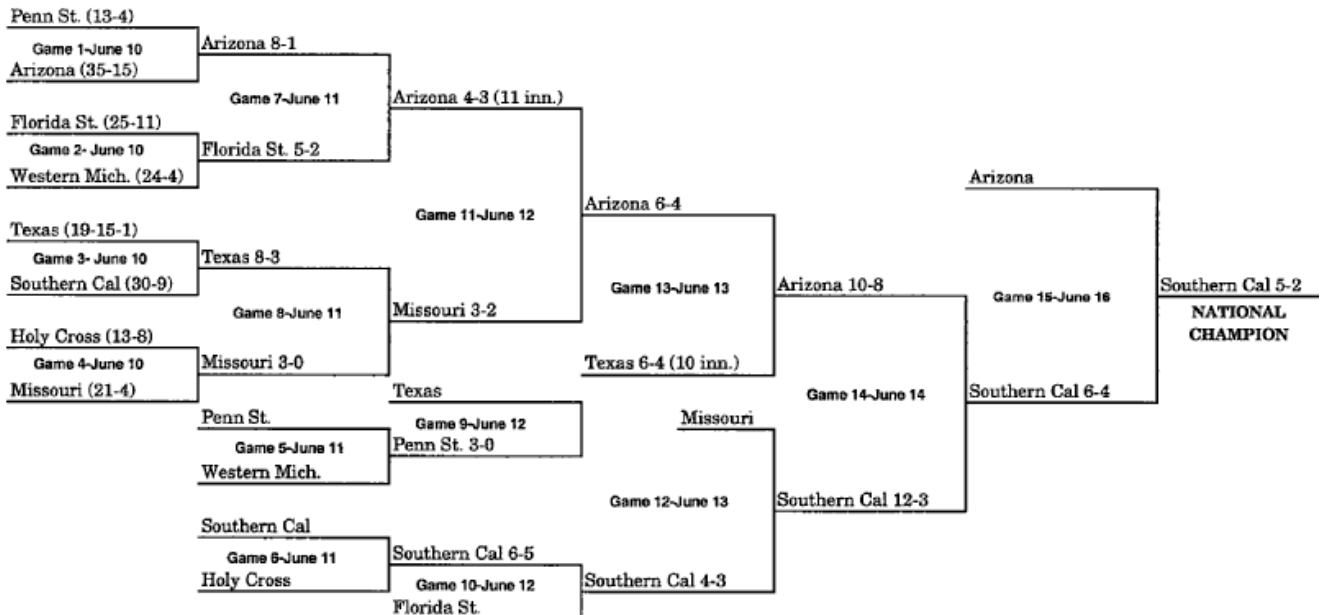 Penn St. (13-4)
Game 1-June 10
Arizona (35-15)
Arizona 8-1
Game 7-June 11
Florida St. (25-11)
Game 2- June 10
Western Mich. (24-4)
Florida St. 5-2
Arizona 4-3 (11 inn.)
Game 11-June 12
Texas (19-15-1)
Game 3- June 10
Southern Cal (30-9)
Texas 8-3
Game 8-June 11
Holy Cross (13-8)
Game 4-June 10
Missouri (21-4)
Missouri 3-0
Missouri 3-2
Arizona 6-4
Game 13-June 13
Texas 6-4 (10 inn.)
Arizona 10-8
Penn St.
Game 5-June 11
Western Mich.
Texas
Game 9-June 12
Penn St. 3-0
Southern Cal
Game 6-June 11
Holy Cross
Southern Cal 6-5
Game 10-June 12
Florida St.
Southern Cal 4-3
Missouri
Game 12-June 13
Southern Cal 12-3
Game 14-June 14
Arizona
Game 15-June 16
Southern Cal 6-4
Southern Cal 5-2
NATIONAL
CHAMPION